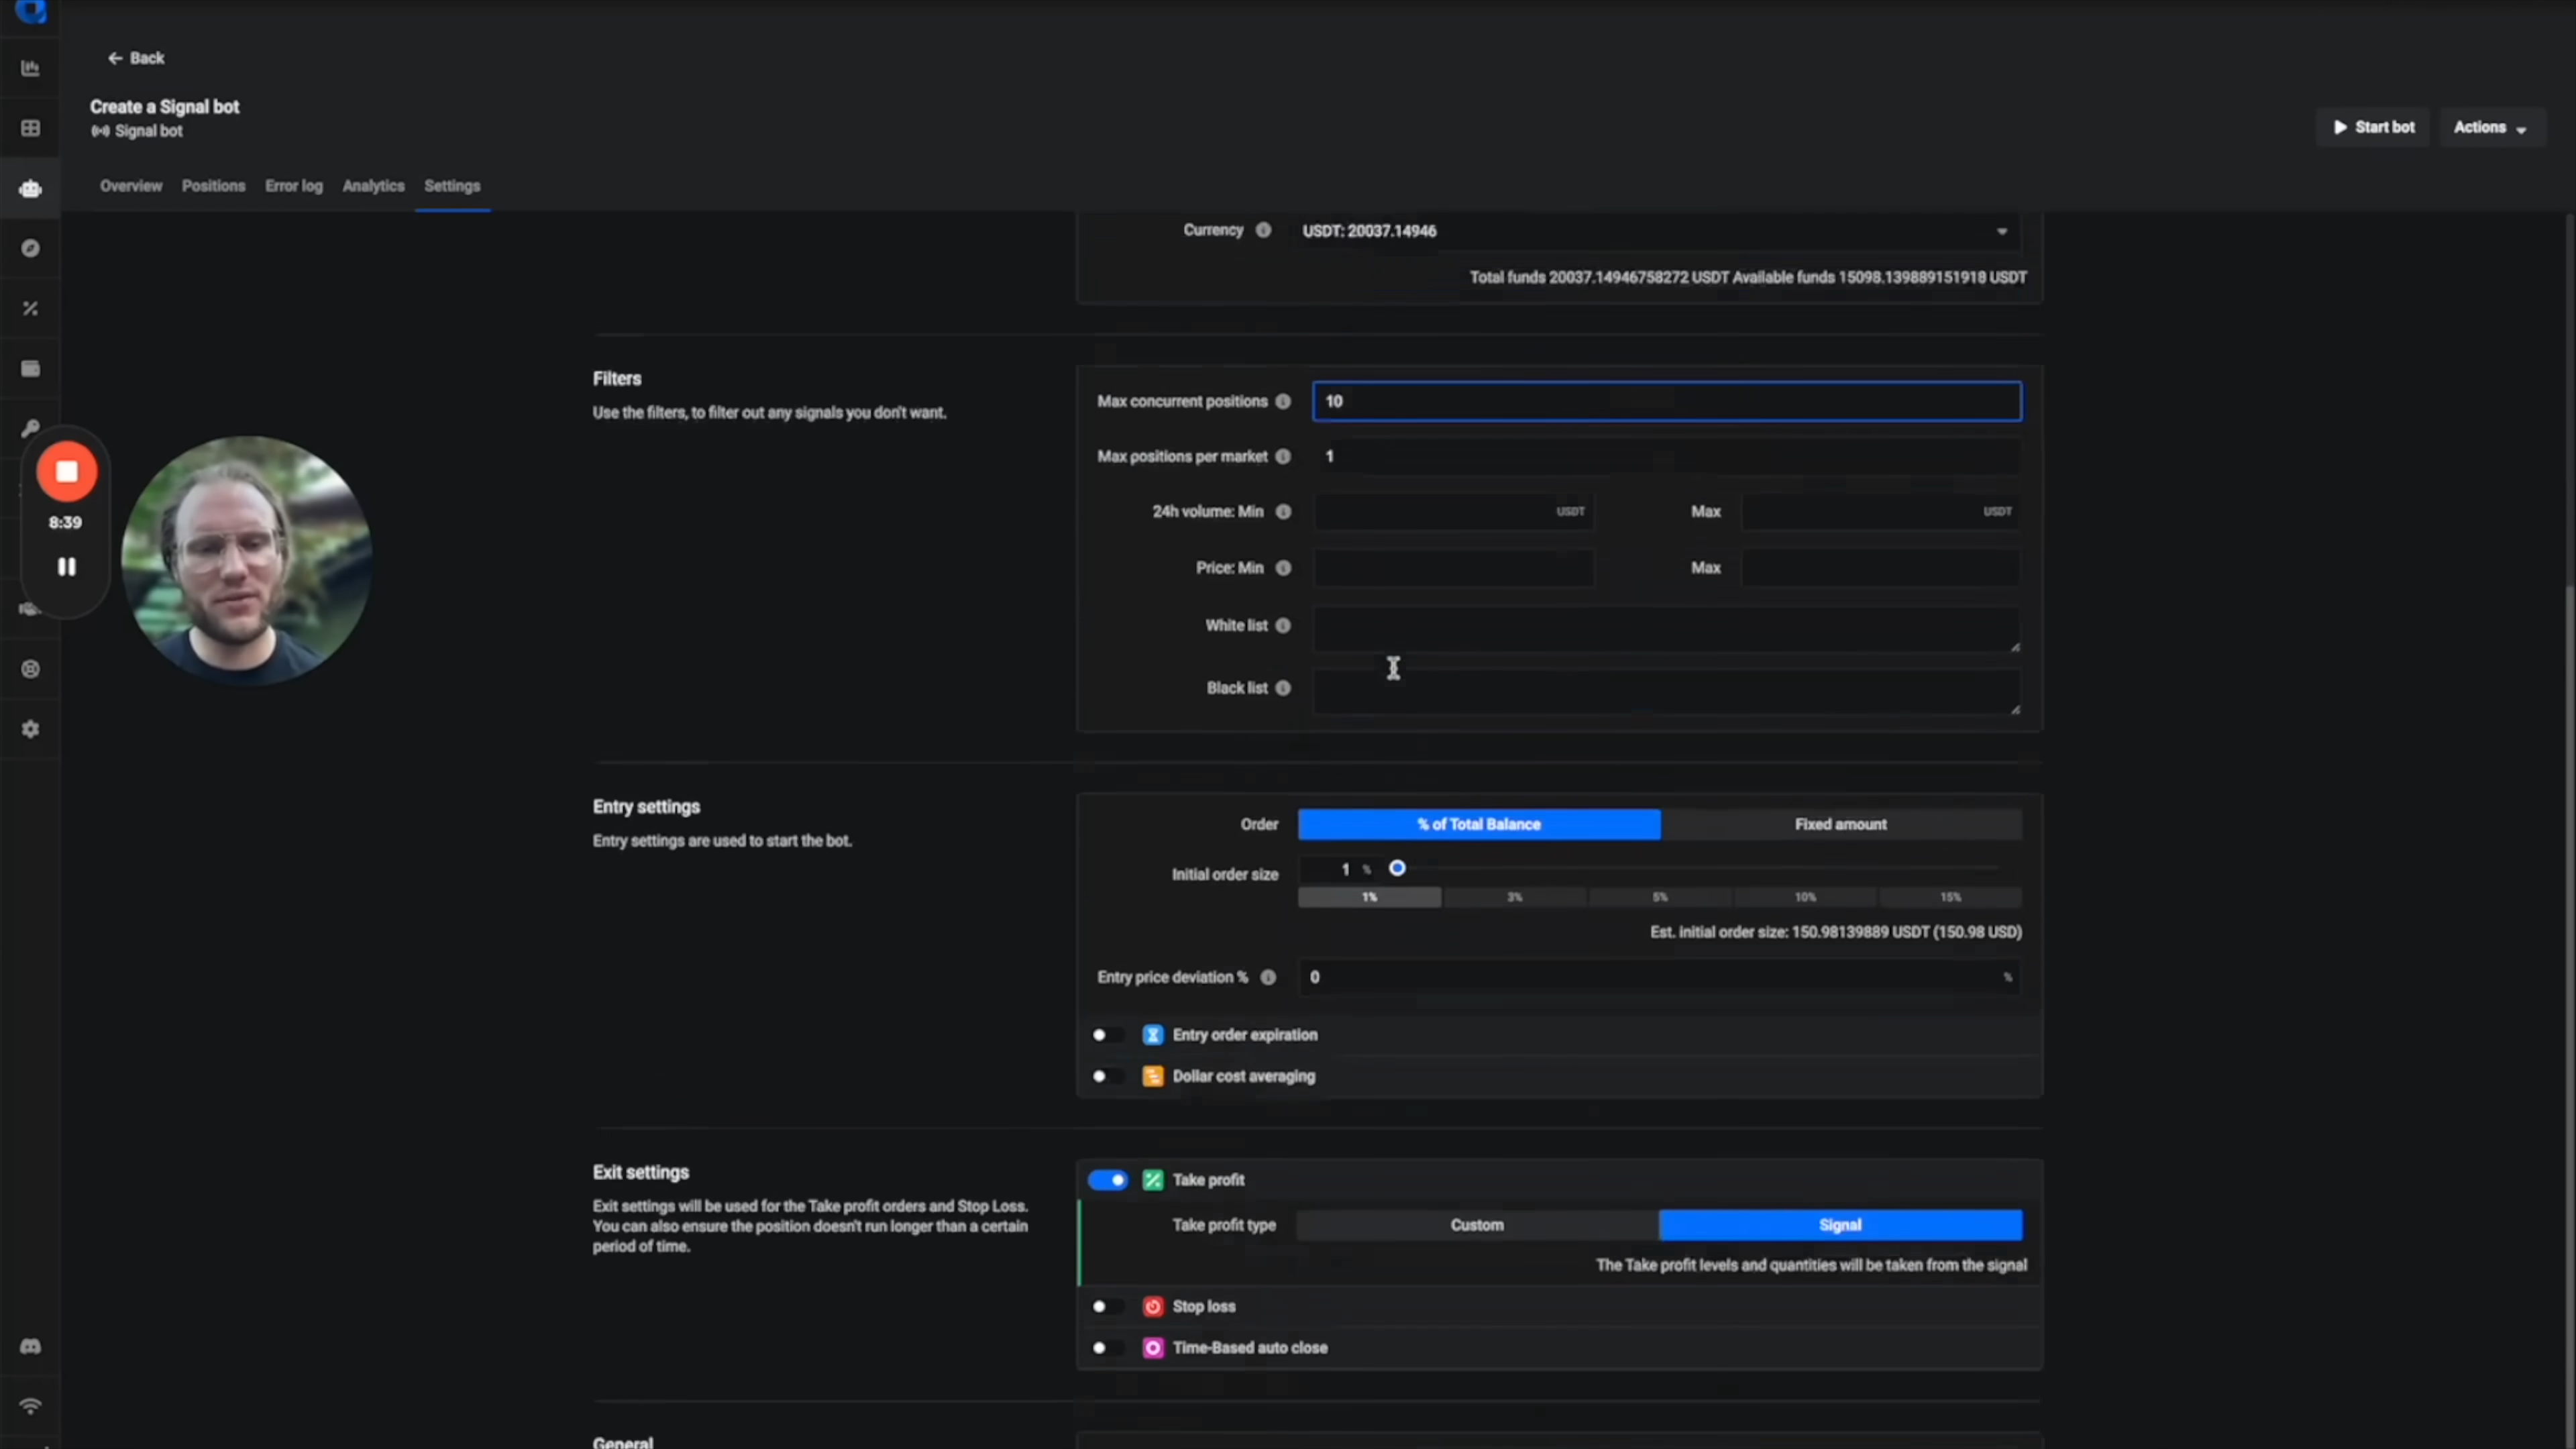 Back
Create a Signal bot
Signal bot
Start bot
Actions
Overview
Positions
Error log
Analytics
Settings
Currency
USDT: 20037.14946
Total funds 20037.14946758272 USDT Available funds 15098.139889151918 USDT
Filters
Use the filters, to filter out any signals you don't want.
Max concurrent positions
10
Max positions per market
1
24h volume: Min
USDT
Max
USDT
Price: Min
Max
White list
Black list
8:39
Entry settings
Entry settings are used to start the bot.
Order
% of Total Balance
Fixed amount
Initial order size
1 %
1%
3%
5%
10%
15%
Est. initial order size: 150.98139889 USDT (150.98 USD)
Entry price deviation %
0
%
Entry order expiration
Dollar cost averaging
Exit settings
Exit settings will be used for the Take profit orders and Stop Loss.
You can also ensure the position doesn't run longer than a certain
period of time.
Take profit
Take profit type
Custom
Signal
The Take profit levels and quantities will be taken from the signal
Stop loss
Time-Based auto close
General